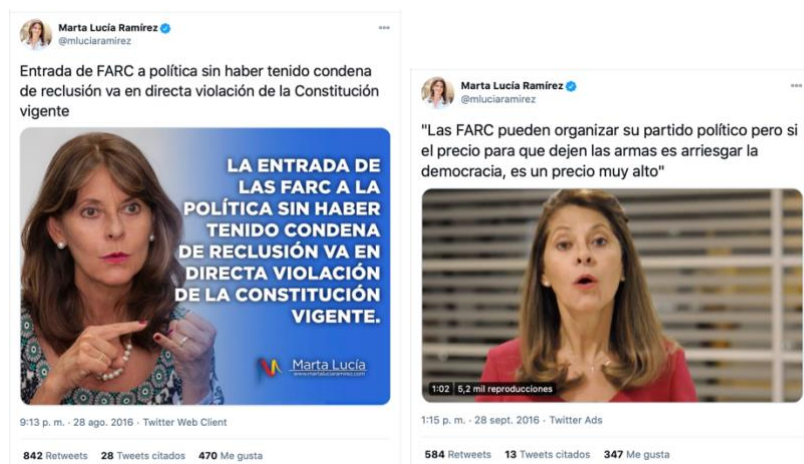 Marta Lucía Ramírez
@mluciaramirez
Entrada de FARC a política sin haber tenido condena
de reclusión va en directa violación de la Constitución
vigente
LA ENTRADA DE
LAS FARC A LA
POLÍTICA SIN HABER
TENIDO CONDENA
DE RECLUSIÓN VA EN
DIRECTA VIOLACIÓN
DE LA CONSTITUCIÓN
VIGENTE.
Marta Lucía
www.martaluciaramirez.com
9:13 p. m. · 28 ago. 2016 · Twitter Web Client
842 Retweets 28 Tweets citados 470 Me gusta
Marta Lucía Ramírez
@mluciaramirez
"Las FARC pueden organizar su partido político pero si
el precio para que dejen las armas es arriesgar la
democracia, es un precio muy alto"
1:02 5,2 mil reproducciones
1:15 p. m. · 28 sept. 2016 · Twitter Ads
584 Retweets 13 Tweets citados 347 Me gusta